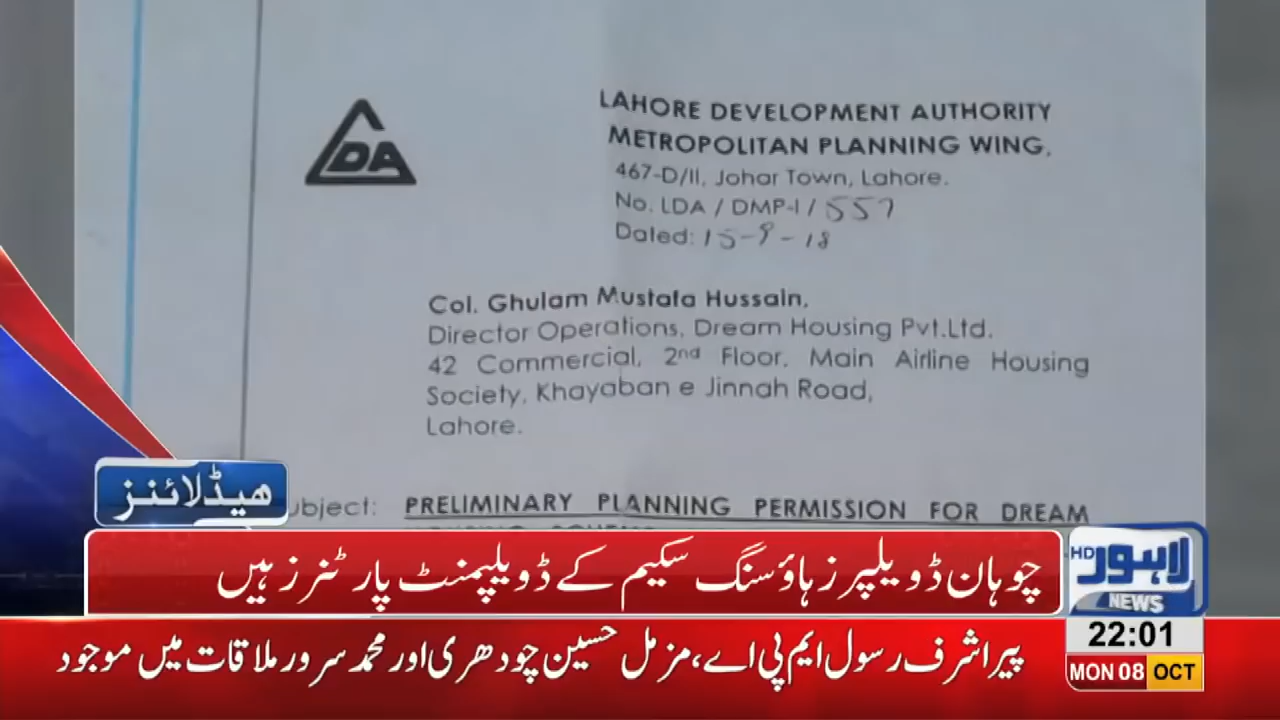 LDA
LAHORE DEVELOPMENT AUTHORITY
METROPOLITAN PLANNING WING.
467-D/II, Johar Town, Lahore.
No. LDA / DMP-I / 557
Dated: 15-9-18
Col. Ghulam Mustafa Hussain,
Director Operations, Dream Housing Pvt.Ltd.
42 Commercial, 2nd Floor, Main Airline Housing
Society, Khayaban e Jinnah Road,
Lahore.
ubject: PRELIMINARY PLANNING PERMISSION FOR DREAM
ہیڈلائنز
چوہان ڈویلپرز ہاؤسنگ سکیم کے ڈویلپمنٹ پارٹنرز ہیں
لاہور HD
NEWS
22:01
پیر اشرف رسول ایم پی اے، مزمل حسین چودھری اور محمد سرور ملاقات میں موجود
MON 08 OCT